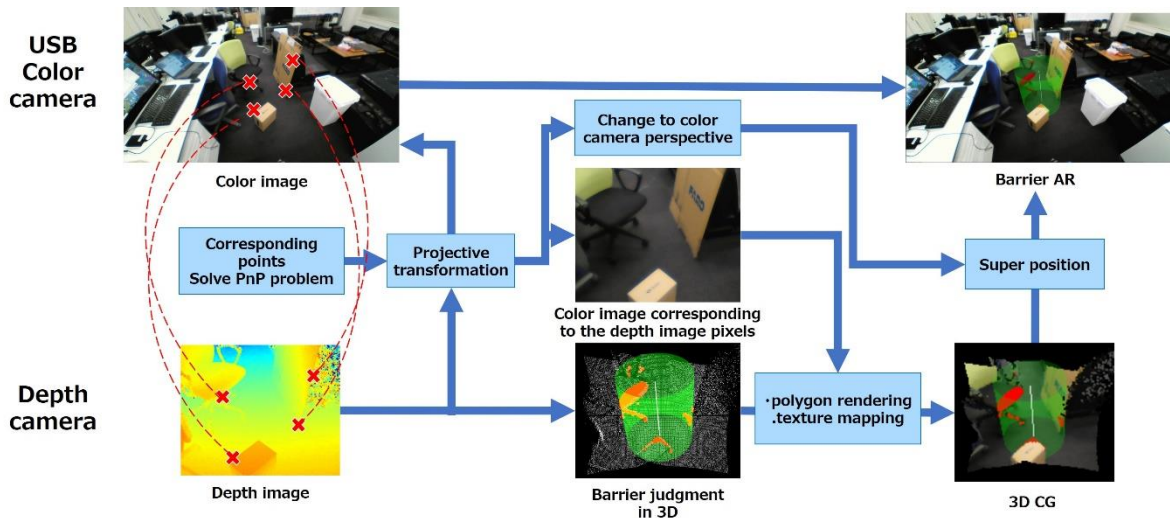 USB
Color
camera
Color image
Change to color
camera perspective
Barrier AR
Corresponding
points
Solve PnP problem
Projective
transformation
Super position
Color image corresponding
to the depth image pixels
Depth
camera
・polygon rendering
.texture mapping
Depth image
Barrier judgment
in 3D
3D CG